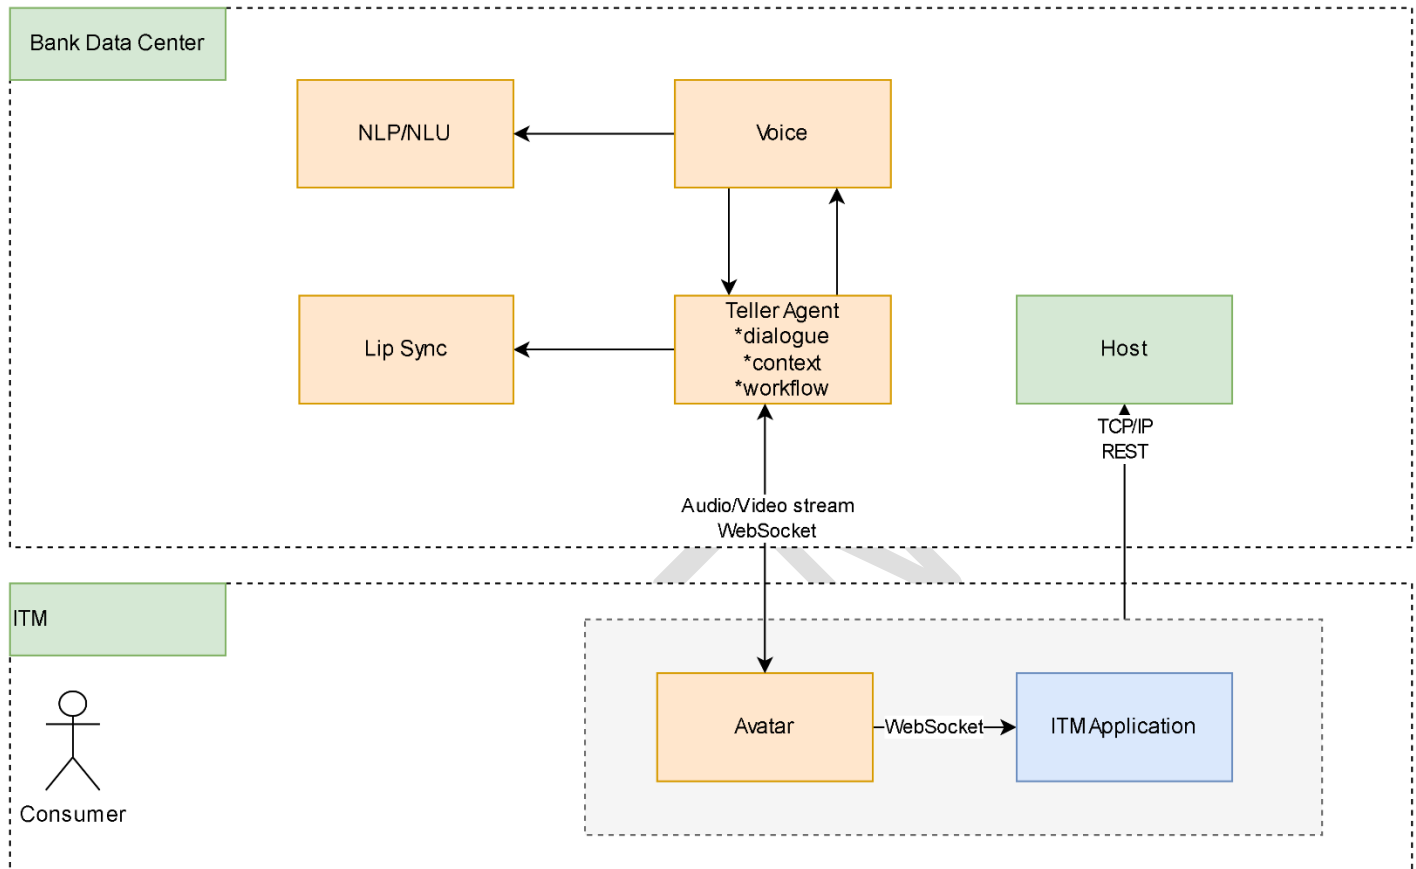 Bank Data Center
NLP/NLU
Voice
Lip Sync
Teller Agent
*dialogue
*context
*workflow
Host
TCP/IP
REST
Audio/Video stream
WebSocket
ITM
Avatar
WebSocket
ITM Application
Consumer